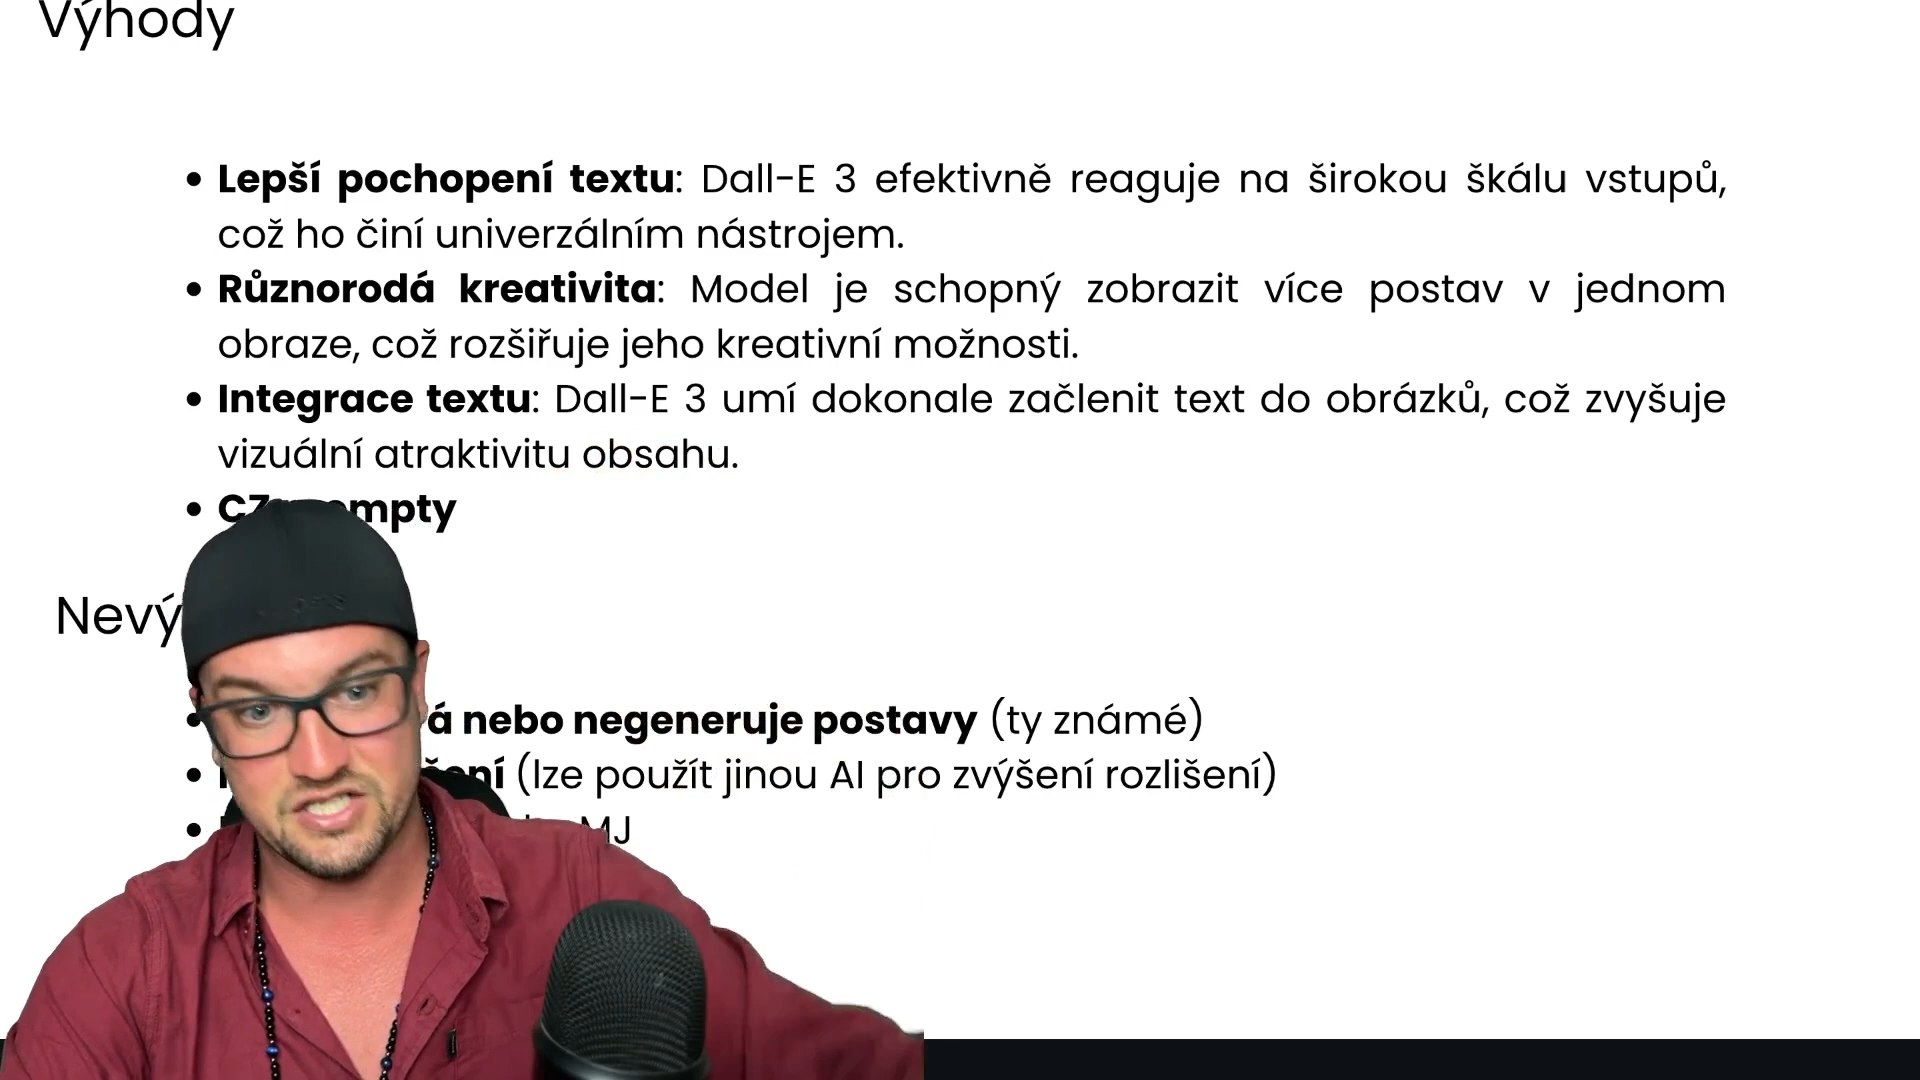 Výhody
• Lepší pochopení textu: Dall-E 3 efektivně reaguje na širokou škálu vstupů,
což ho činí univerzálním nástrojem.
• Různorodá kreativita: Model je schopný zobrazit více postav v jednom
obraze, což rozšiřuje jeho kreativní možnosti.
• Integrace textu: Dall-E 3 umí dokonale začlenit text do obrázků, což zvyšuje
vizuální atraktivitu obsahu.
• CZ
nebo negeneruje postavy (ty známé)
(lze použít jinou AI pro zvýšení rozlišení)
MJ